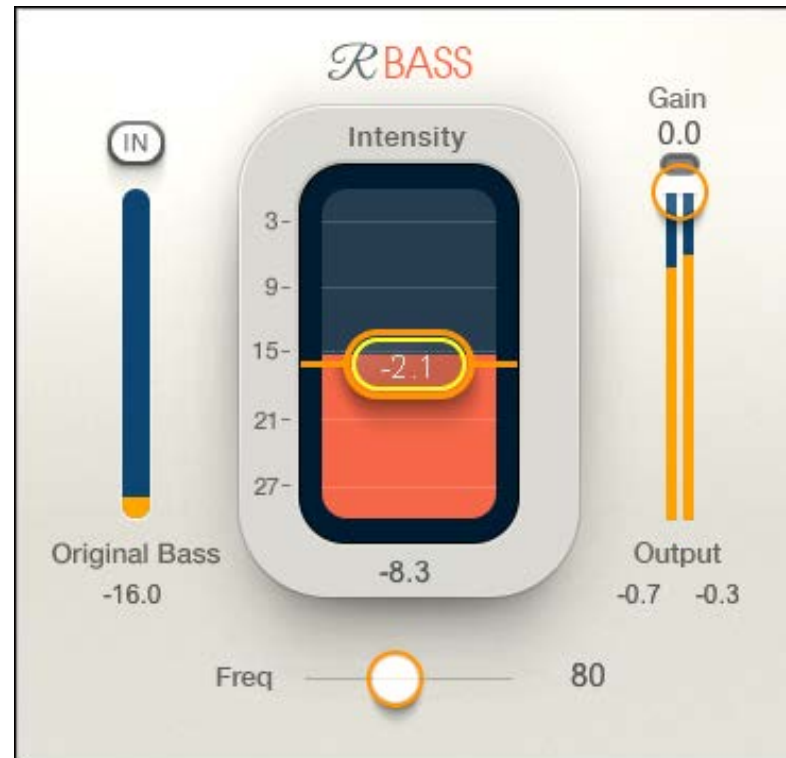 R BASS
IN
Intensity
Gain
0.0
3-
9-
15-
21-
27-
-2.1
Original Bass
-16.0
-8.3
Output
-0.7 -0.3
Freq
80